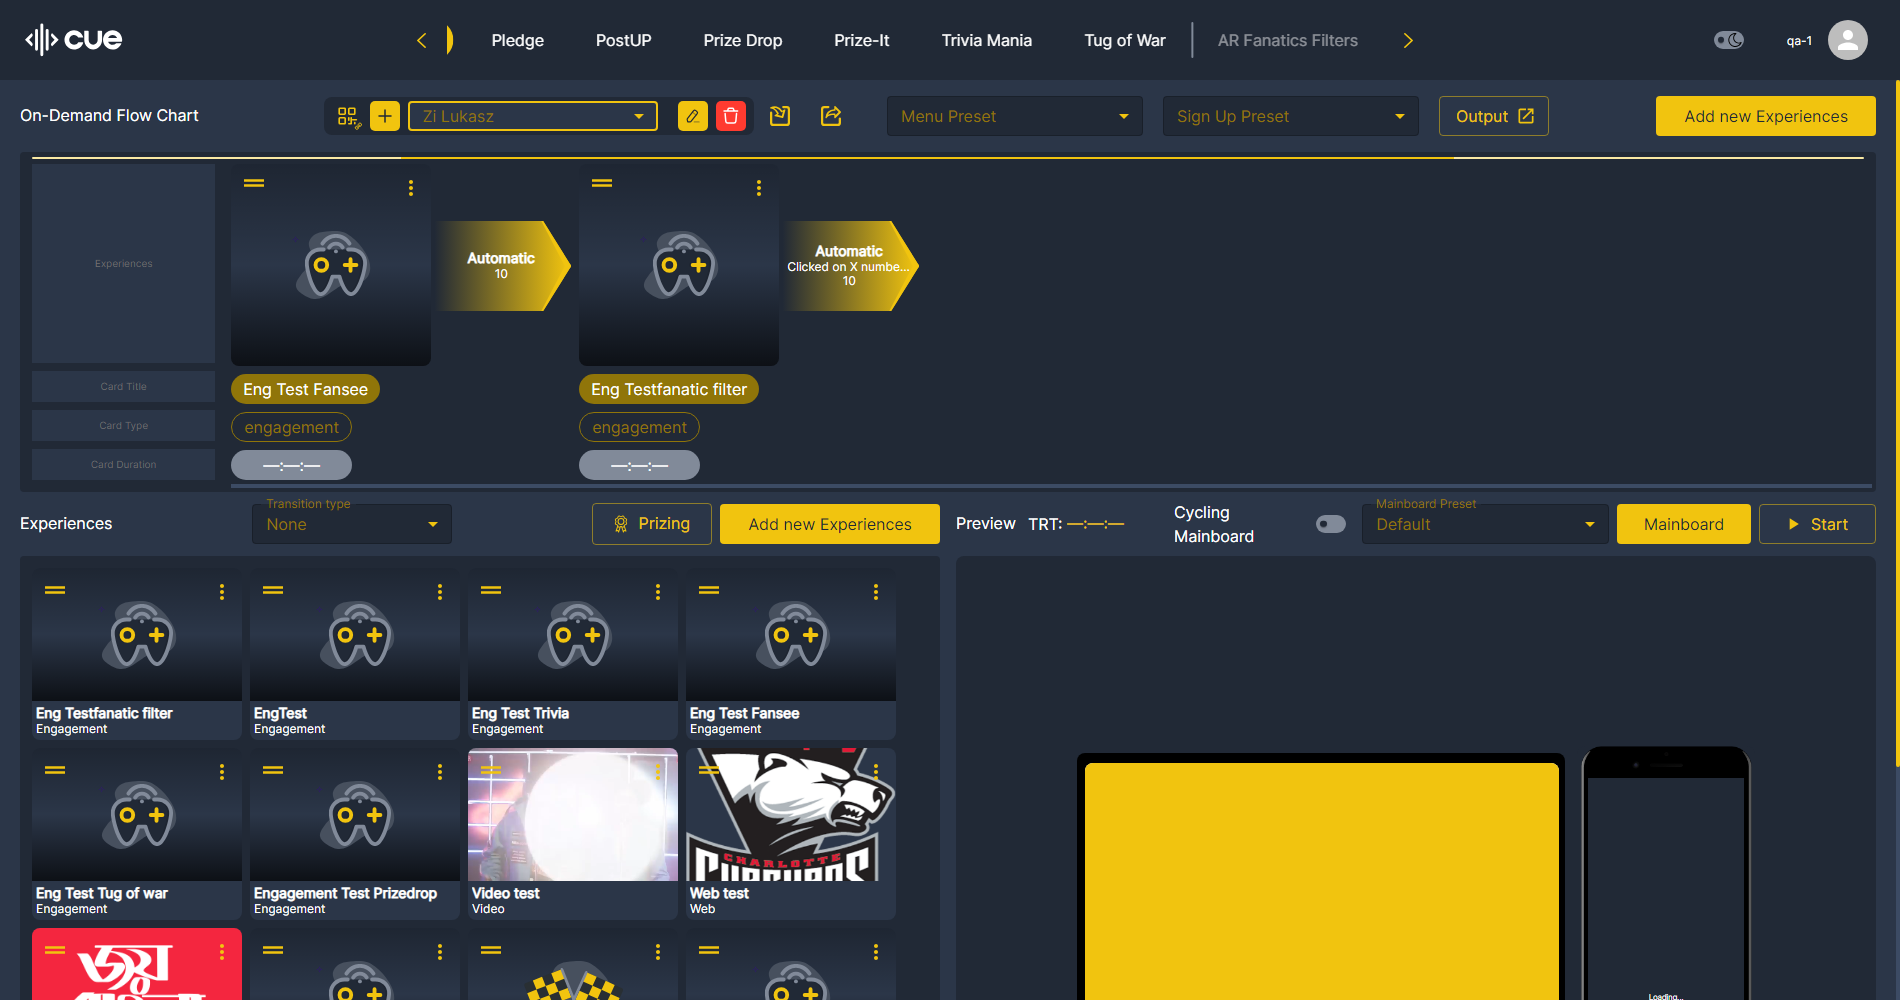 cue
Pledge
PostUP
Prize Drop
Prize-It
Trivia Mania
Tug of War
AR Fanatics Filters
qa-1
On-Demand Flow Chart
Zi Lukasz
Menu Preset
Sign Up Preset
Output
Add new Experiences
Experiences
Automatic
10
Automatic
Clicked on X numbe...
10
Card Title
Eng Test Fansee
Eng Testfanatic filter
Card Type
engagement
engagement
Card Duration
—:—:—
—:—:—
Experiences
Transition type
None
Prizing
Add new Experiences
Preview
TRT: —:—:—
Cycling
Mainboard
Mainboard Preset
Default
Mainboard
Start
Eng Testfanatic filter
Engagement
EngTest
Engagement
Eng Test Trivia
Engagement
Eng Test Fansee
Engagement
Eng Test Tug of war
Engagement
Engagement Test Prizedrop
Engagement
Video test
Video
CHARLOTTE
Web test
Web
জয়
Loading...